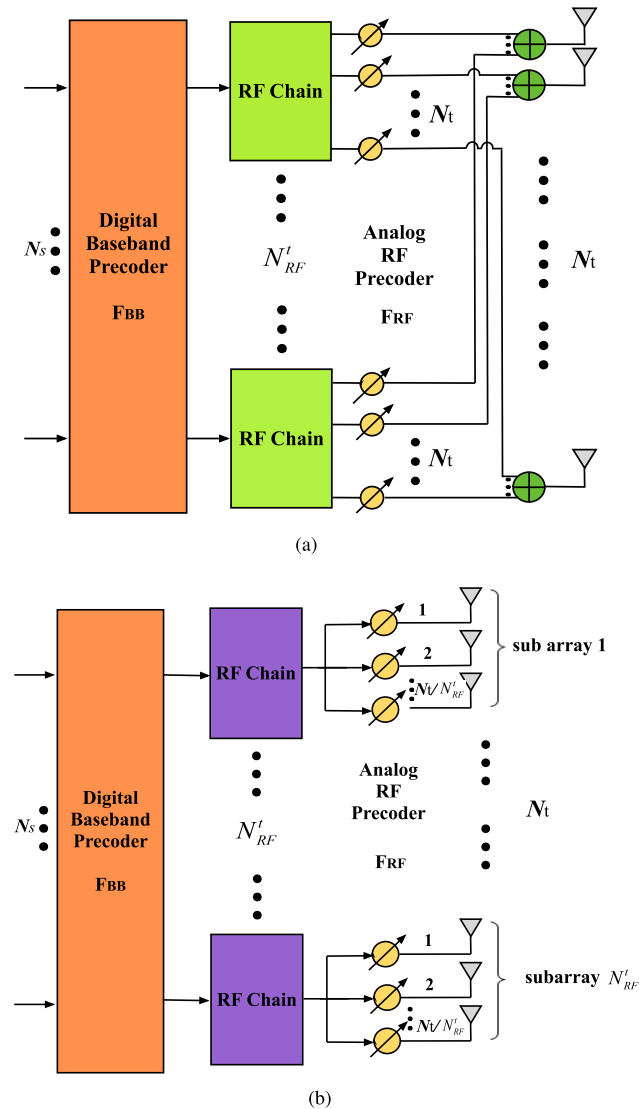 RF Chain
Nt
Ns
Digital
Baseband
Precoder
FBB
N^t_RF
Analog
RF
Precoder
FRF
Nt
RF Chain
Nt
(a)
1
sub array 1
2
RF Chain
Nt/N^t_RF
Analog
RF
Precoder
FRF
Ns
Digital
Baseband
Precoder
FBB
N^t_RF
Nt
1
2
subarray N^t_RF
RF Chain
Nt/N^t_RF
(b)